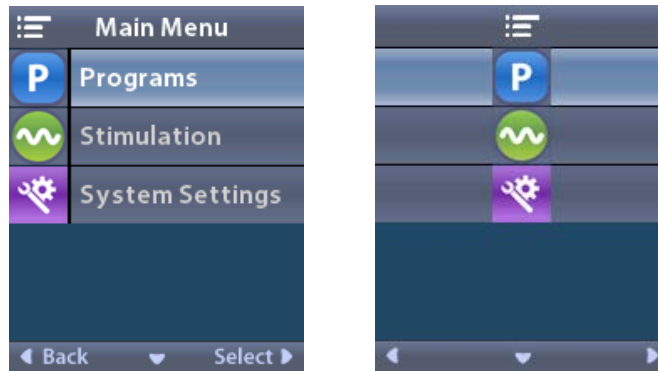 Main Menu
P Programs
Stimulation
System Settings
Back Select
P